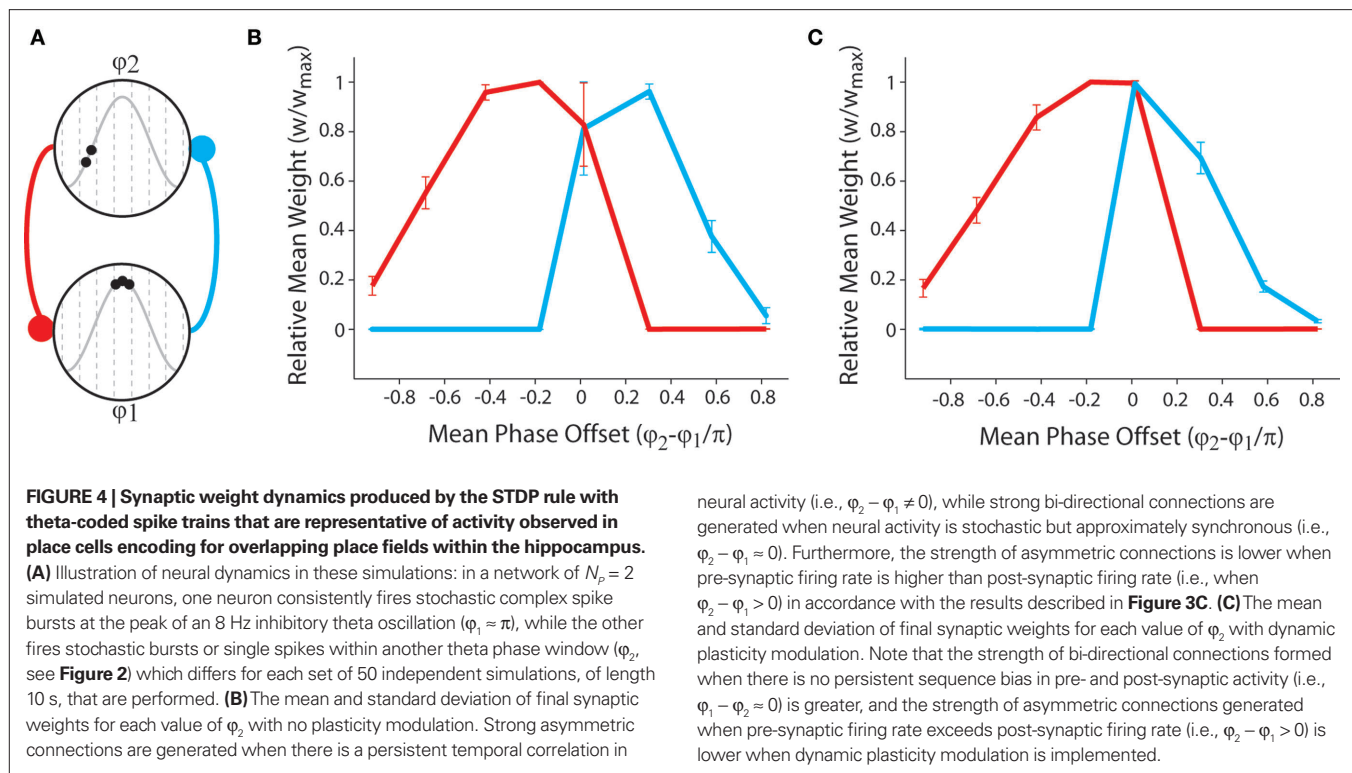 A
φ2
φ1
B
Relative Mean Weight (w/w_max)
1
0.8
0.6
0.4
0.2
0
-0.8 -0.6 -0.4 -0.2 0 0.2 0.4 0.6 0.8
Mean Phase Offset (φ₂-φ₁/π)
C
Relative Mean Weight (w/w_max)
1
0.8
0.6
0.4
0.2
0
-0.8 -0.6 -0.4 -0.2 0 0.2 0.4 0.6 0.8
Mean Phase Offset (φ₂-φ₁/π)
FIGURE 4 | Synaptic weight dynamics produced by the STDP rule with
theta-coded spike trains that are representative of activity observed in
place cells encoding for overlapping place fields within the hippocampus.
(A) Illustration of neural dynamics in these simulations: in a network of N_P = 2
simulated neurons, one neuron consistently fires stochastic complex spike
bursts at the peak of an 8 Hz inhibitory theta oscillation (φ₁ ≈ π), while the other
fires stochastic bursts or single spikes within another theta phase window (φ₂,
see Figure 2) which differs for each set of 50 independent simulations, of length
10 s, that are performed. (B) The mean and standard deviation of final synaptic
weights for each value of φ₂ with no plasticity modulation. Strong asymmetric
connections are generated when there is a persistent temporal correlation in
neural activity (i.e., φ₂ − φ₁ ≠ 0), while strong bi-directional connections are
generated when neural activity is stochastic but approximately synchronous (i.e.,
φ₂ − φ₁ ≈ 0). Furthermore, the strength of asymmetric connections is lower when
pre-synaptic firing rate is higher than post-synaptic firing rate (i.e., when
φ₂ − φ₁ > 0) in accordance with the results described in Figure 3C. (C) The mean
and standard deviation of final synaptic weights for each value of φ₂ with dynamic
plasticity modulation. Note that the strength of bi-directional connections formed
when there is no persistent sequence bias in pre- and post-synaptic activity (i.e.,
φ₁ − φ₂ ≈ 0) is greater, and the strength of asymmetric connections generated
when pre-synaptic firing rate exceeds post-synaptic firing rate (i.e., φ₂ − φ₁ > 0) is
lower when dynamic plasticity modulation is implemented.